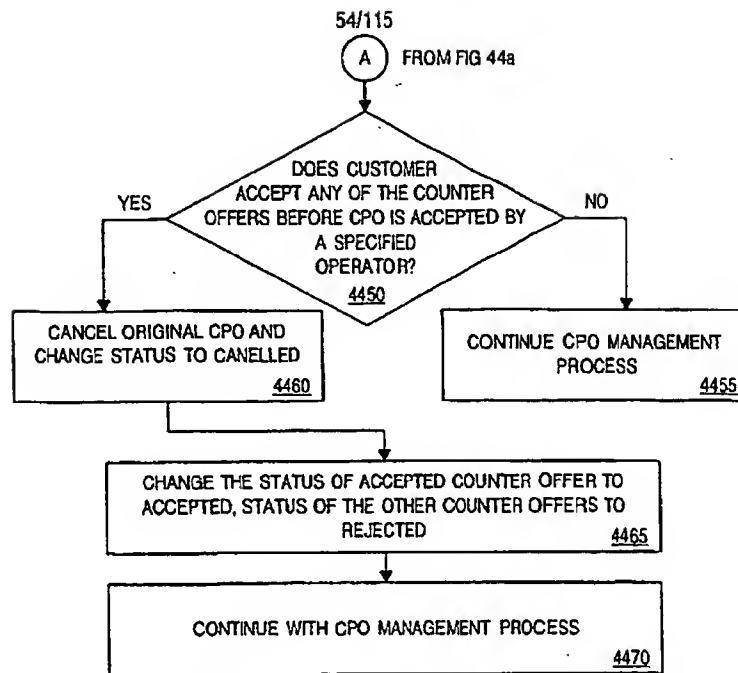 54/115
A
FROM FIG 44a
DOES CUSTOMER
ACCEPT ANY OF THE COUNTER
OFFERS BEFORE CPO IS ACCEPTED BY
A SPECIFIED
OPERATOR?
4450
YES
NO
CANCEL ORIGINAL CPO AND
CHANGE STATUS TO CANELLED
4460
CONTINUE CPO MANAGEMENT
PROCESS
4455
CHANGE THE STATUS OF ACCEPTED COUNTER OFFER TO
ACCEPTED, STATUS OF THE OTHER COUNTER OFFERS TO
REJECTED
4465
CONTINUE WITH CPO MANAGEMENT PROCESS
4470